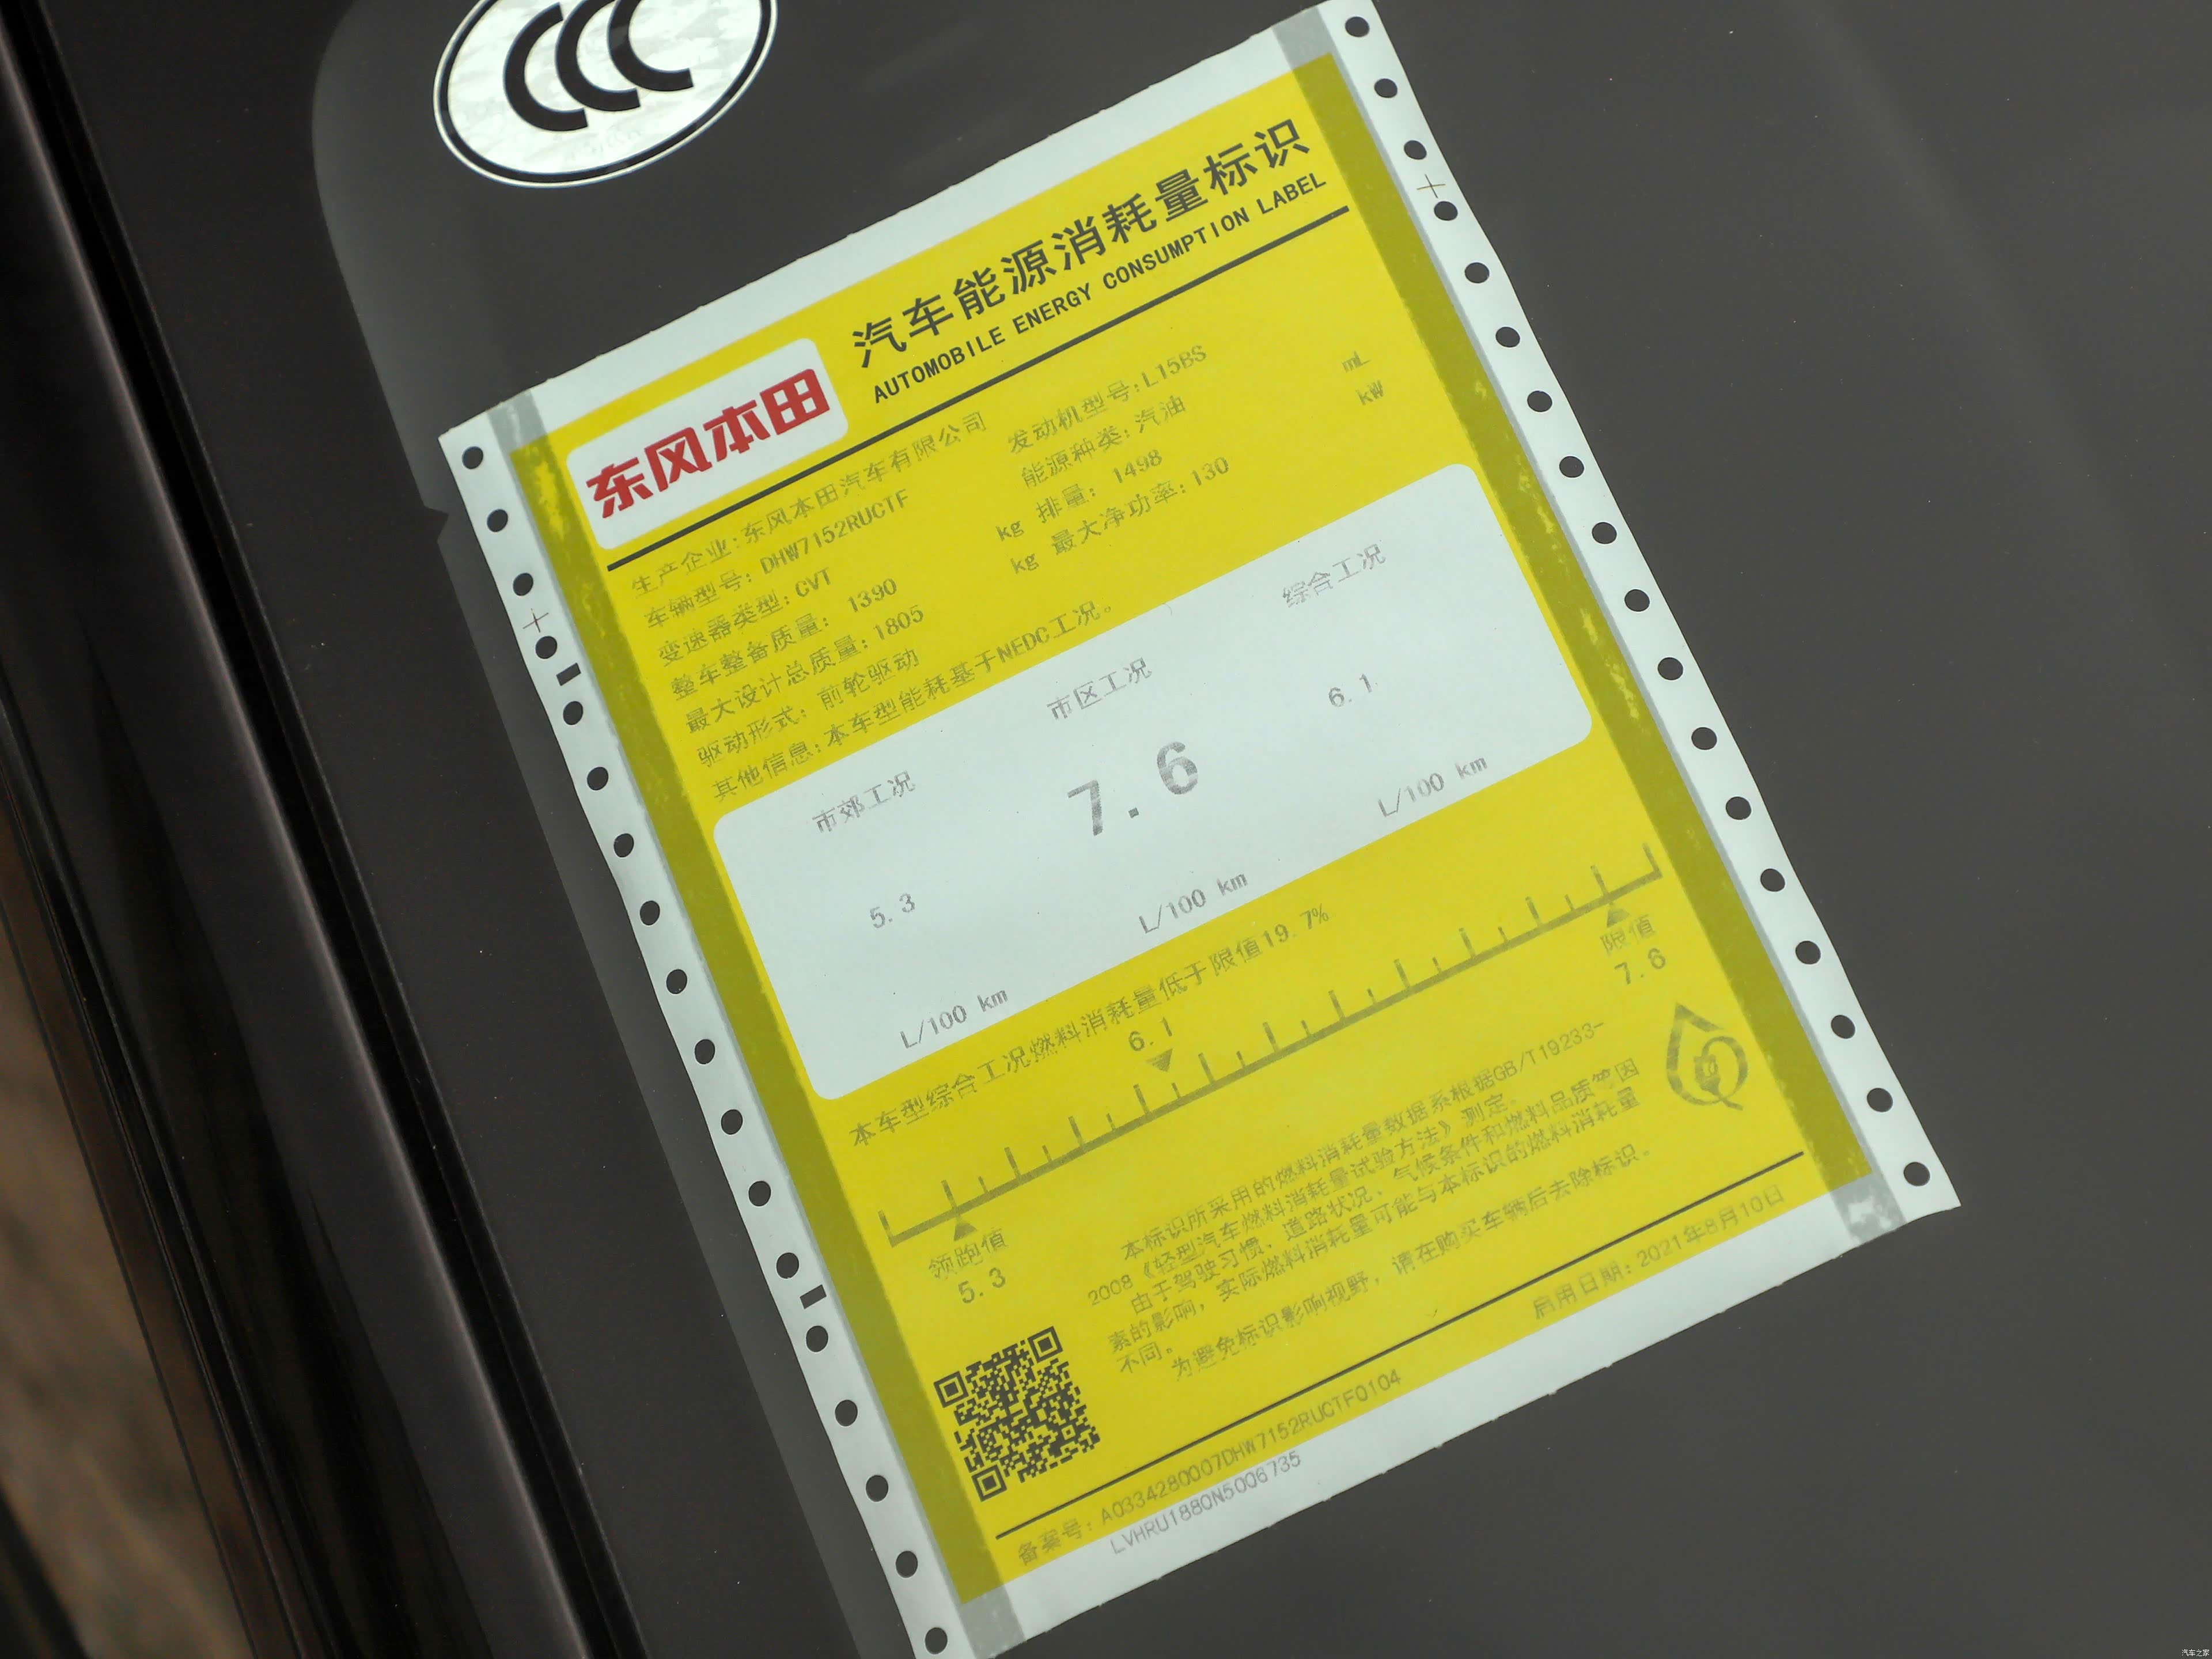 CCC
汽车能源消耗量标识
AUTOMOBILE ENERGY CONSUMPTION LABEL
东风本田
生产企业:东风本田汽车有限公司
车辆型号: DHW7152RUCTF
变速器类型: CVT
整车整备质量: 1390 kg
最大设计总质量: 1805 kg
驱动形式: 前轮驱动
其他信息:本车型能耗基于NEDC工况。
发动机型号: L15BS
能源种类: 汽油
排量: 1498 mL
最大净功率: 130 kW
市郊工况 市区工况 综合工况
5.3 7.6 6.1
L/100 km L/100 km L/100 km
本车型综合工况燃料消耗量低于限值19.7%
6.1
领跑值 限值
5.3 7.6
本标识所采用的燃料消耗量数据系根据GB/T19233-
2008《轻型汽车燃料消耗量试验方法》测定。
由于驾驶习惯、道路状况、气候条件和燃料品质等因
素的影响,实际燃料消耗量可能与本标识的燃料消耗量
不同。
为避免标识影响视野,请在购买车辆后去除标识。
启用日期: 2021年8月10日
备案号: A0334280007DHW7152RUCTF0104
LVHRU1880N5006735
汽车之家